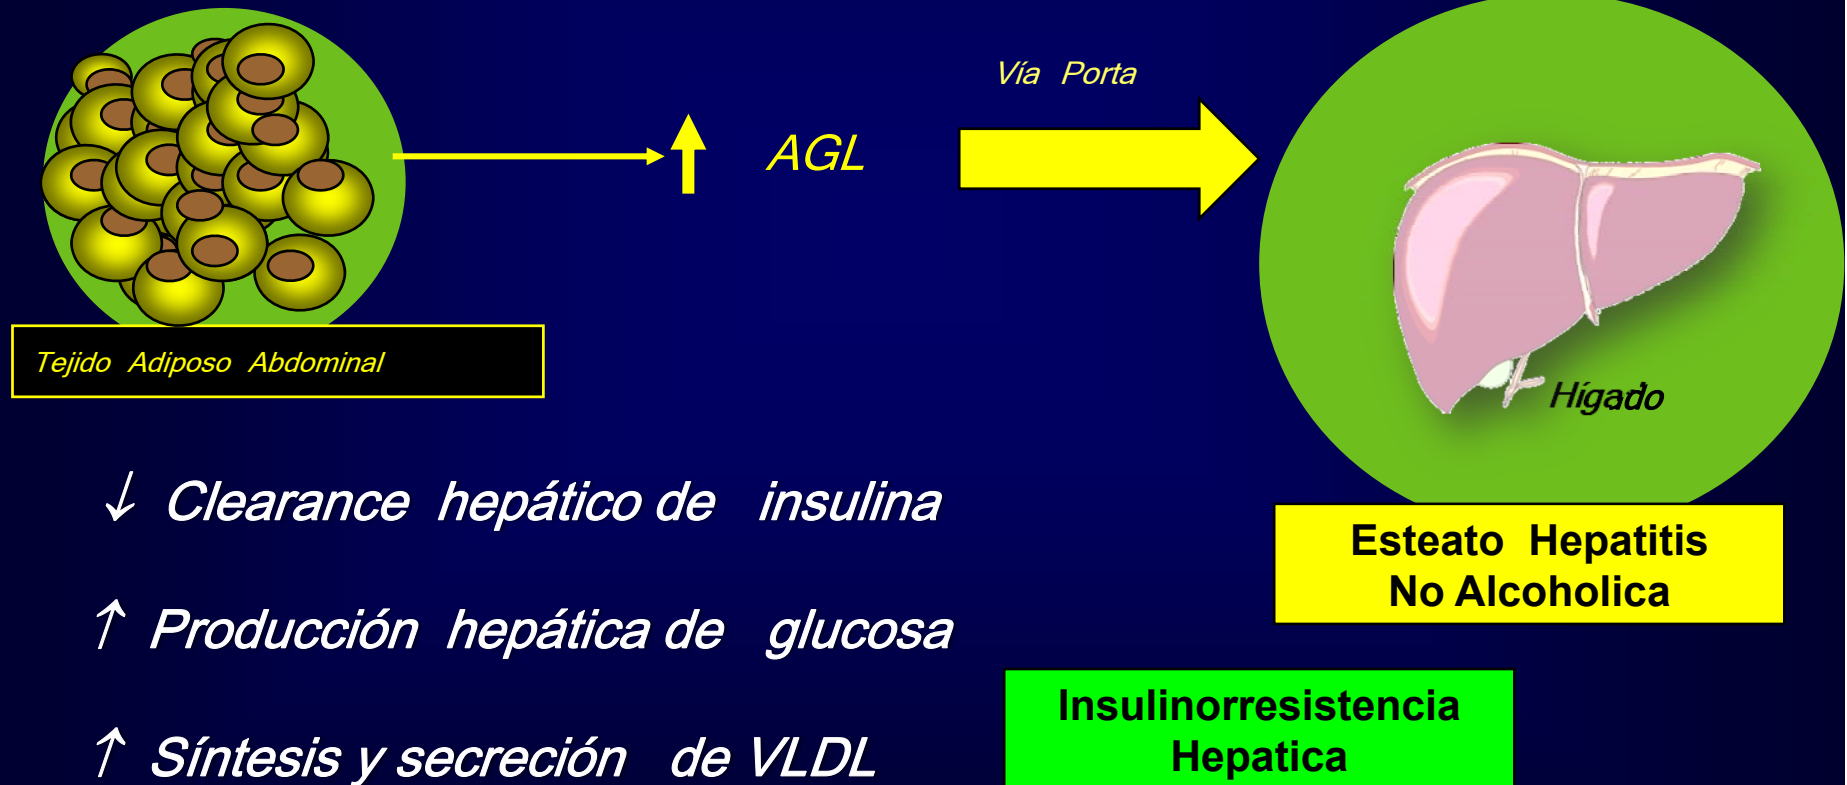 Vía Porta
↑ AGL
Tejido Adiposo Abdominal
Hígado
↓ Clearance hepático de insulina
↑ Producción hepática de glucosa
↑ Síntesis y secreción de VLDL
Esteato Hepatitis
No Alcoholica
Insulinorresistencia
Hepatica